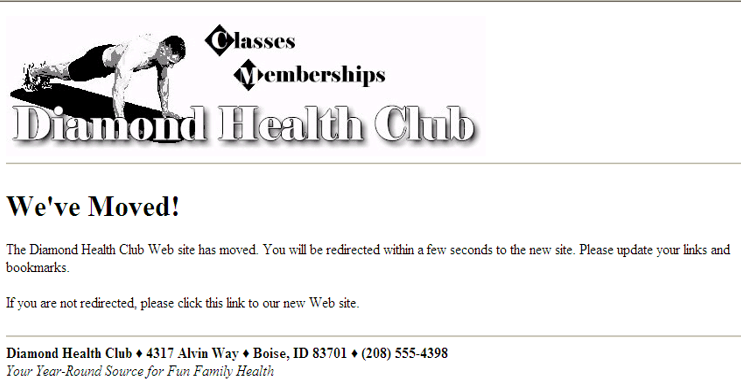 Classes
Memberships
Diamond Health Club
We've Moved!
The Diamond Health Club Web site has moved. You will be redirected within a few seconds to the new site. Please update your links and
bookmarks.
If you are not redirected, please click this link to our new Web site.
Diamond Health Club ♦ 4317 Alvin Way ♦ Boise, ID 83701 ♦ (208) 555-4398
Your Year-Round Source for Fun Family Health